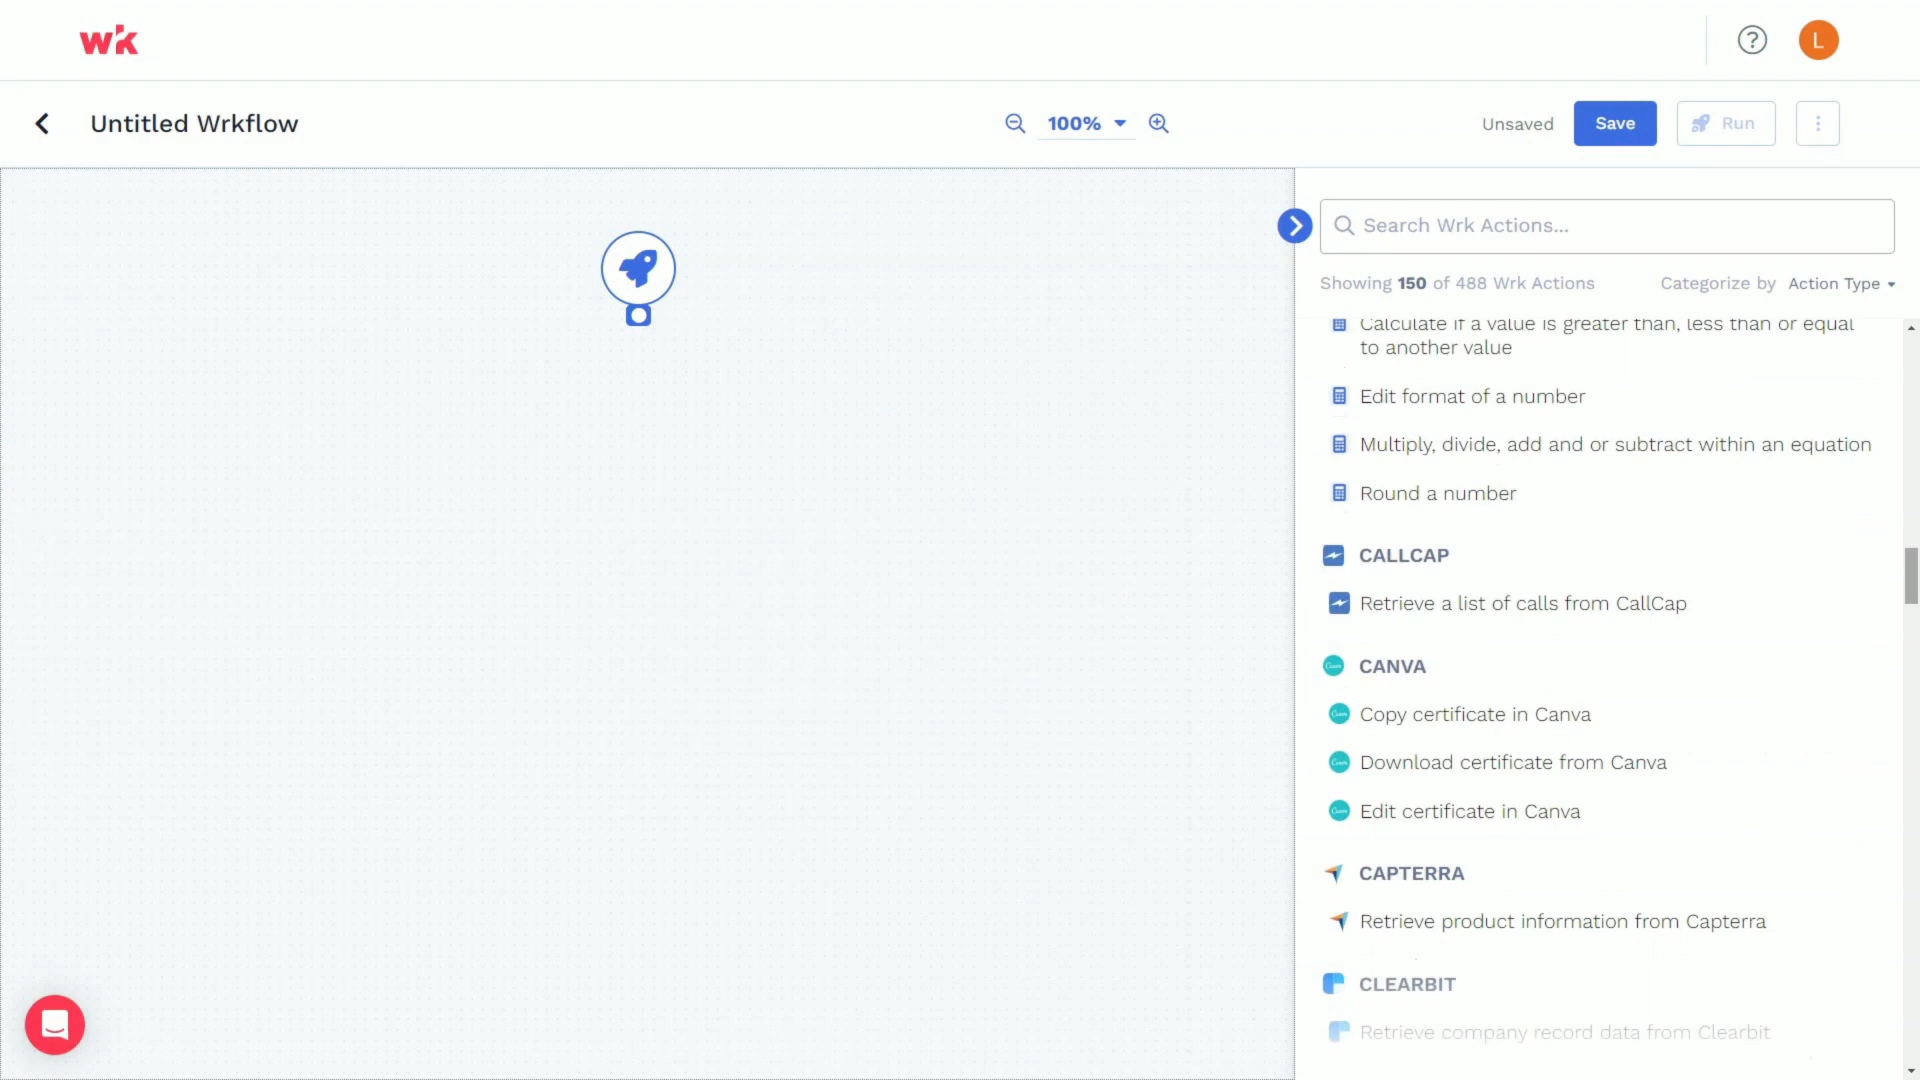 wk
L
Untitled Wrkflow
100%
Unsaved
Save
Run
Search Wrk Actions...
Showing 150 of 488 Wrk Actions
Categorize by Action Type
Calculate if a value is greater than, less than or equal
to another value
Edit format of a number
Multiply, divide, add and or subtract within an equation
Round a number
CALLCAP
Retrieve a list of calls from CallCap
CANVA
Copy certificate in Canva
Download certificate from Canva
Edit certificate in Canva
CAPTERRA
Retrieve product information from Capterra
CLEARBIT
Retrieve company record data from Clearbit